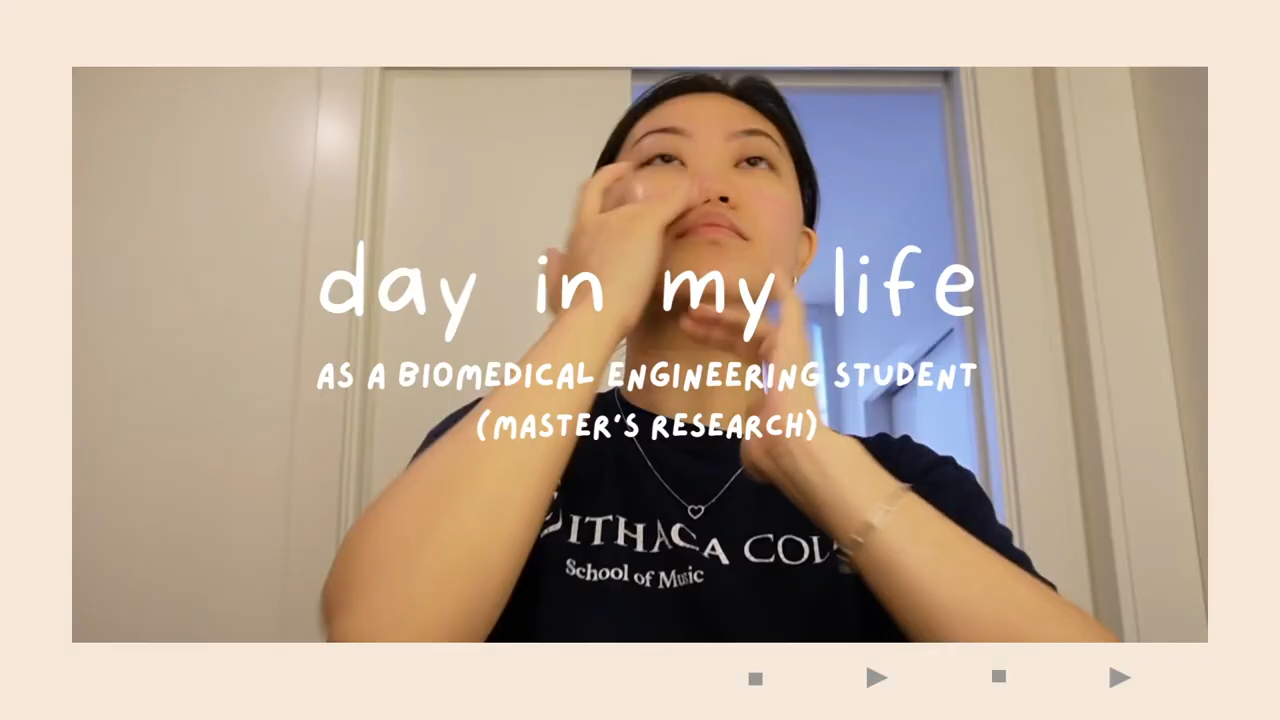 day in my life
AS A BIOMEDICAL ENGINEERING STUDENT
(MASTER'S RESEARCH)
ITHACA COL
School of Music